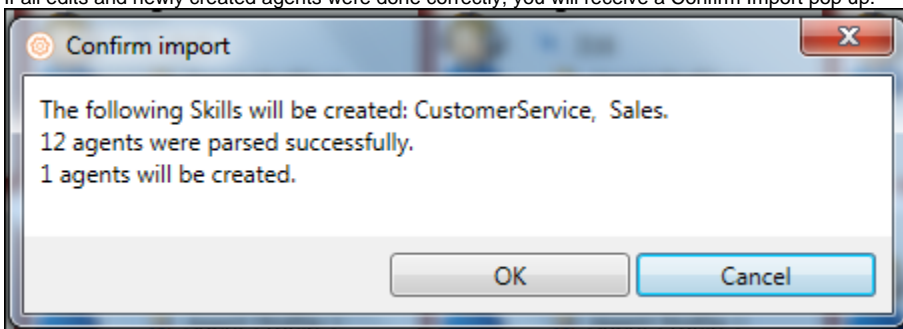 If all edits and newly created agents were done correctly, you will receive a Confirm Import pop up.
Confirm import
The following Skills will be created: CustomerService,  Sales.
12 agents were parsed successfully.
1 agents will be created.
OK
Cancel